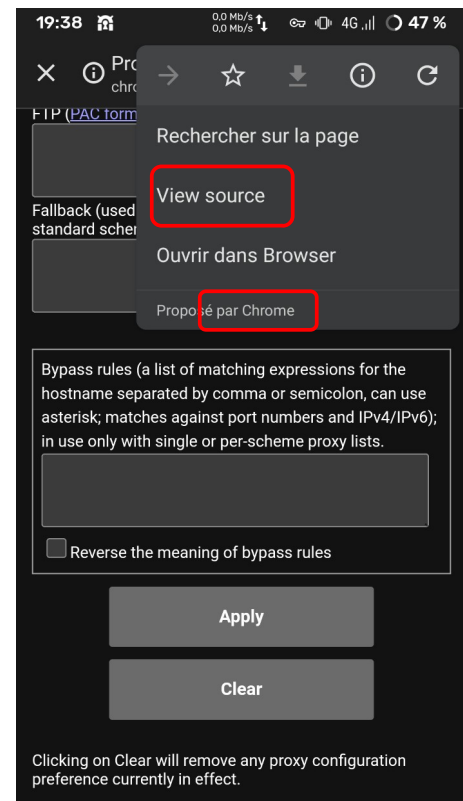 19:38 0,0 Mb/s 0,0 Mb/s 4G 47 %
Pro
chro
FTP (PAC form
Rechercher sur la page
View source
Fallback (used
standard scher
Ouvrir dans Browser
Proposé par Chrome
Bypass rules (a list of matching expressions for the
hostname separated by comma or semicolon, can use
asterisk; matches against port numbers and IPv4/IPv6);
in use only with single or per-scheme proxy lists.
Reverse the meaning of bypass rules
Apply
Clear
Clicking on Clear will remove any proxy configuration
preference currently in effect.